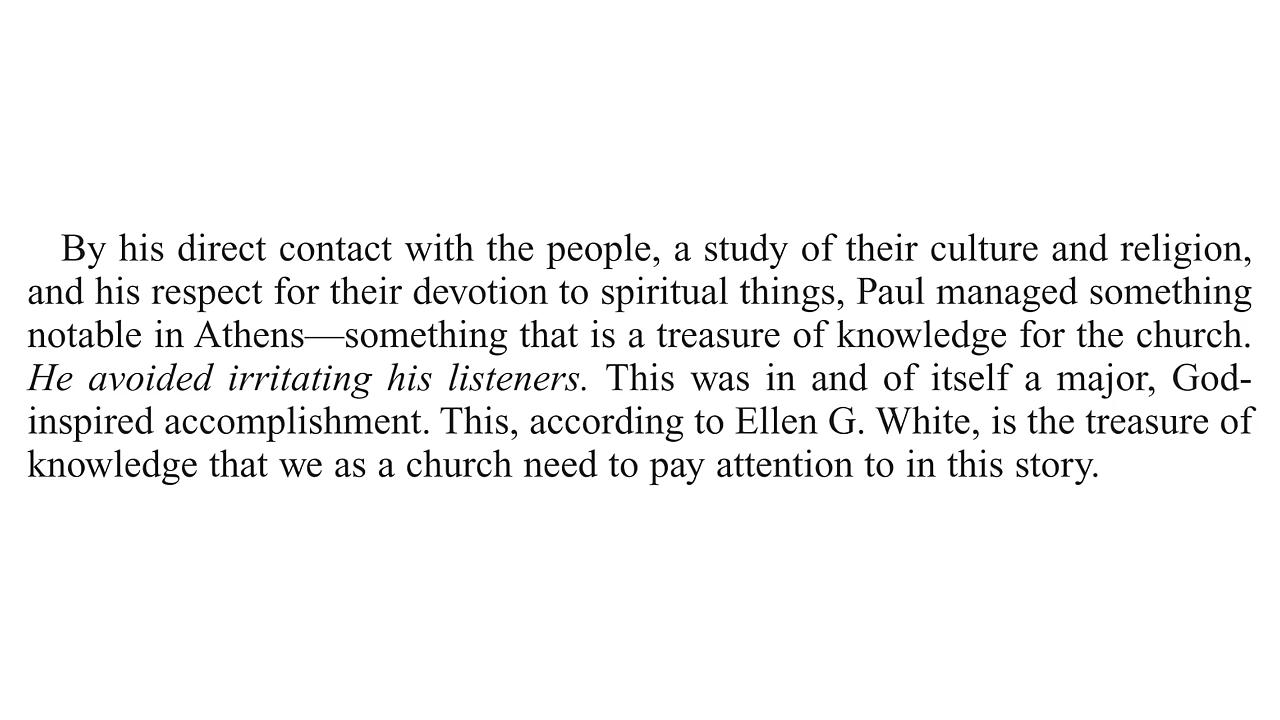 By his direct contact with the people, a study of their culture and religion,
and his respect for their devotion to spiritual things, Paul managed something
notable in Athens—something that is a treasure of knowledge for the church.
He avoided irritating his listeners. This was in and of itself a major, God-
inspired accomplishment. This, according to Ellen G. White, is the treasure of
knowledge that we as a church need to pay attention to in this story.